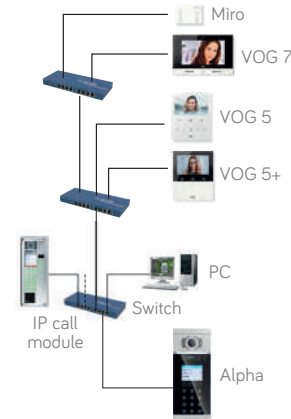 Miro
VOG 7
VOG 5
VOG 5+
PC
Switch
IP call
module
Alpha